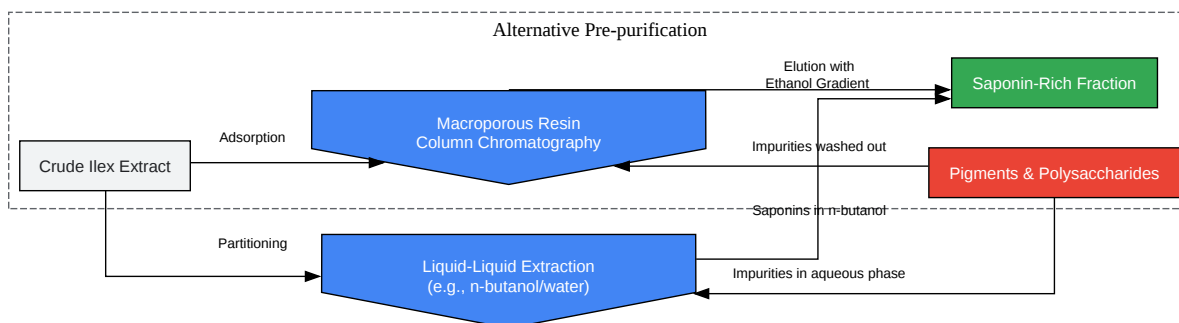 Alternative Pre-purification
Elution with
Ethanol Gradient
Saponin-Rich Fraction
Macroporous Resin
Column Chromatography
Adsorption
Impurities washed out
Crude Ilex Extract
Pigments & Polysaccharides
Saponins in n-butanol
Partitioning
Liquid-Liquid Extraction
(e.g., n-butanol/water)
Impurities in aqueous phase